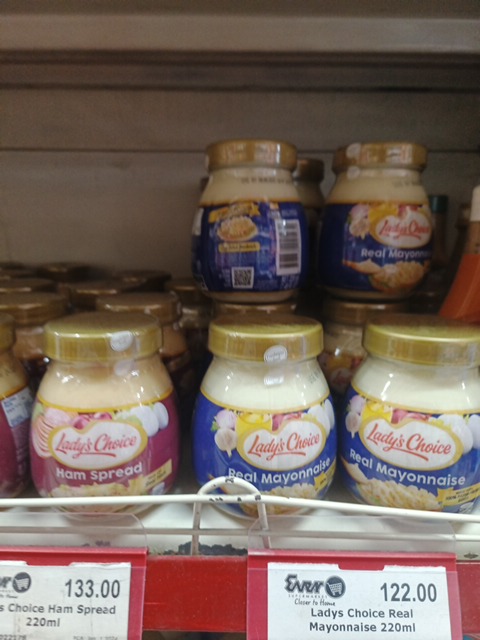 Lady's Choice
Real Mayonnaise
Lady's Choice
Ham Spread
Lady's Choice
Real Mayonnaise
Lady's Choice
Real Mayonnaise
133.00
s Choice Ham Spread
220ml
Ever
SUPERMARKET
Closer to Home
122.00
Ladys Choice Real
Mayonnaise 220ml